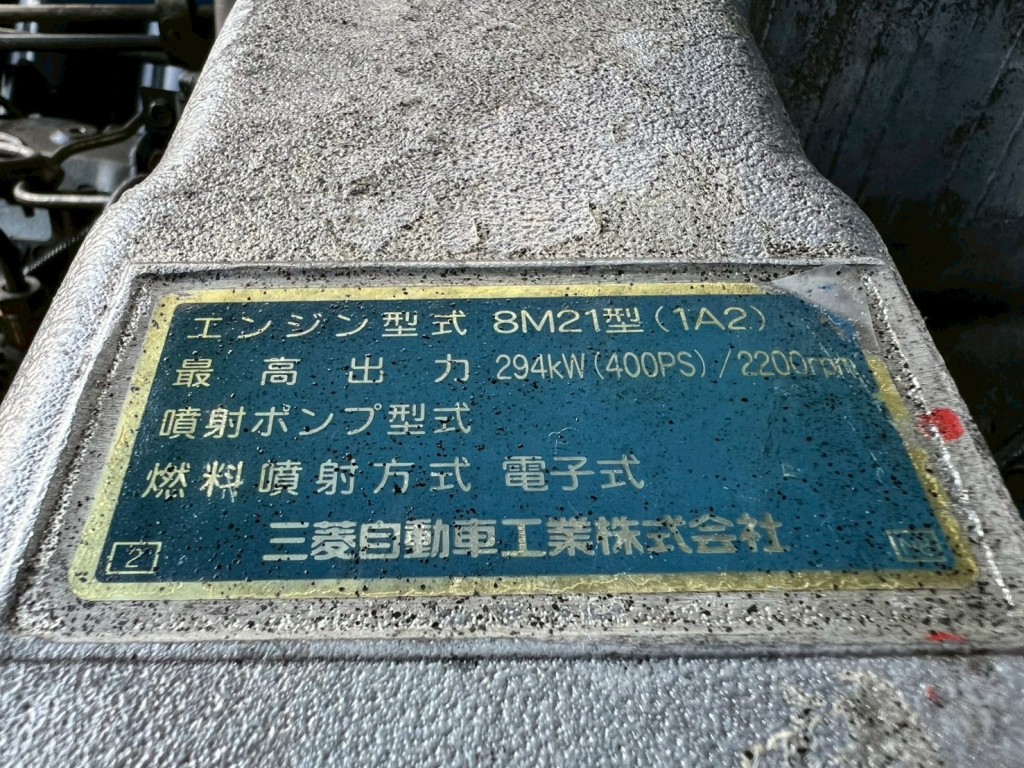 エンジン型式 8M21型(1A2)
最高出力 294kW(400PS)/2200rpm
噴射ポンプ型式
燃料噴射方式 電子式
三菱自動車工業株式会社
2